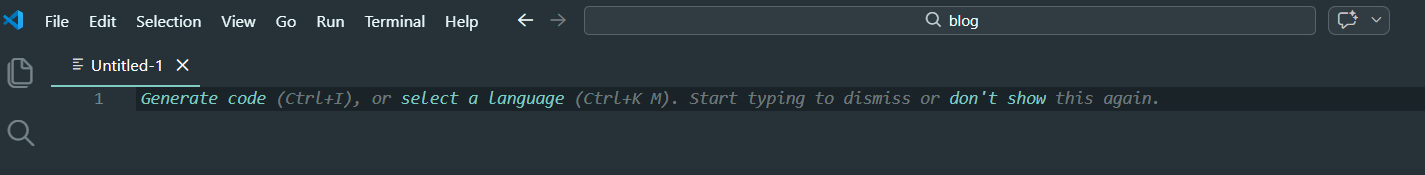 File Edit Selection View Go Run Terminal Help blog
Untitled-1
1 Generate code (Ctrl+I), or select a language (Ctrl+K M). Start typing to dismiss or don't show this again.